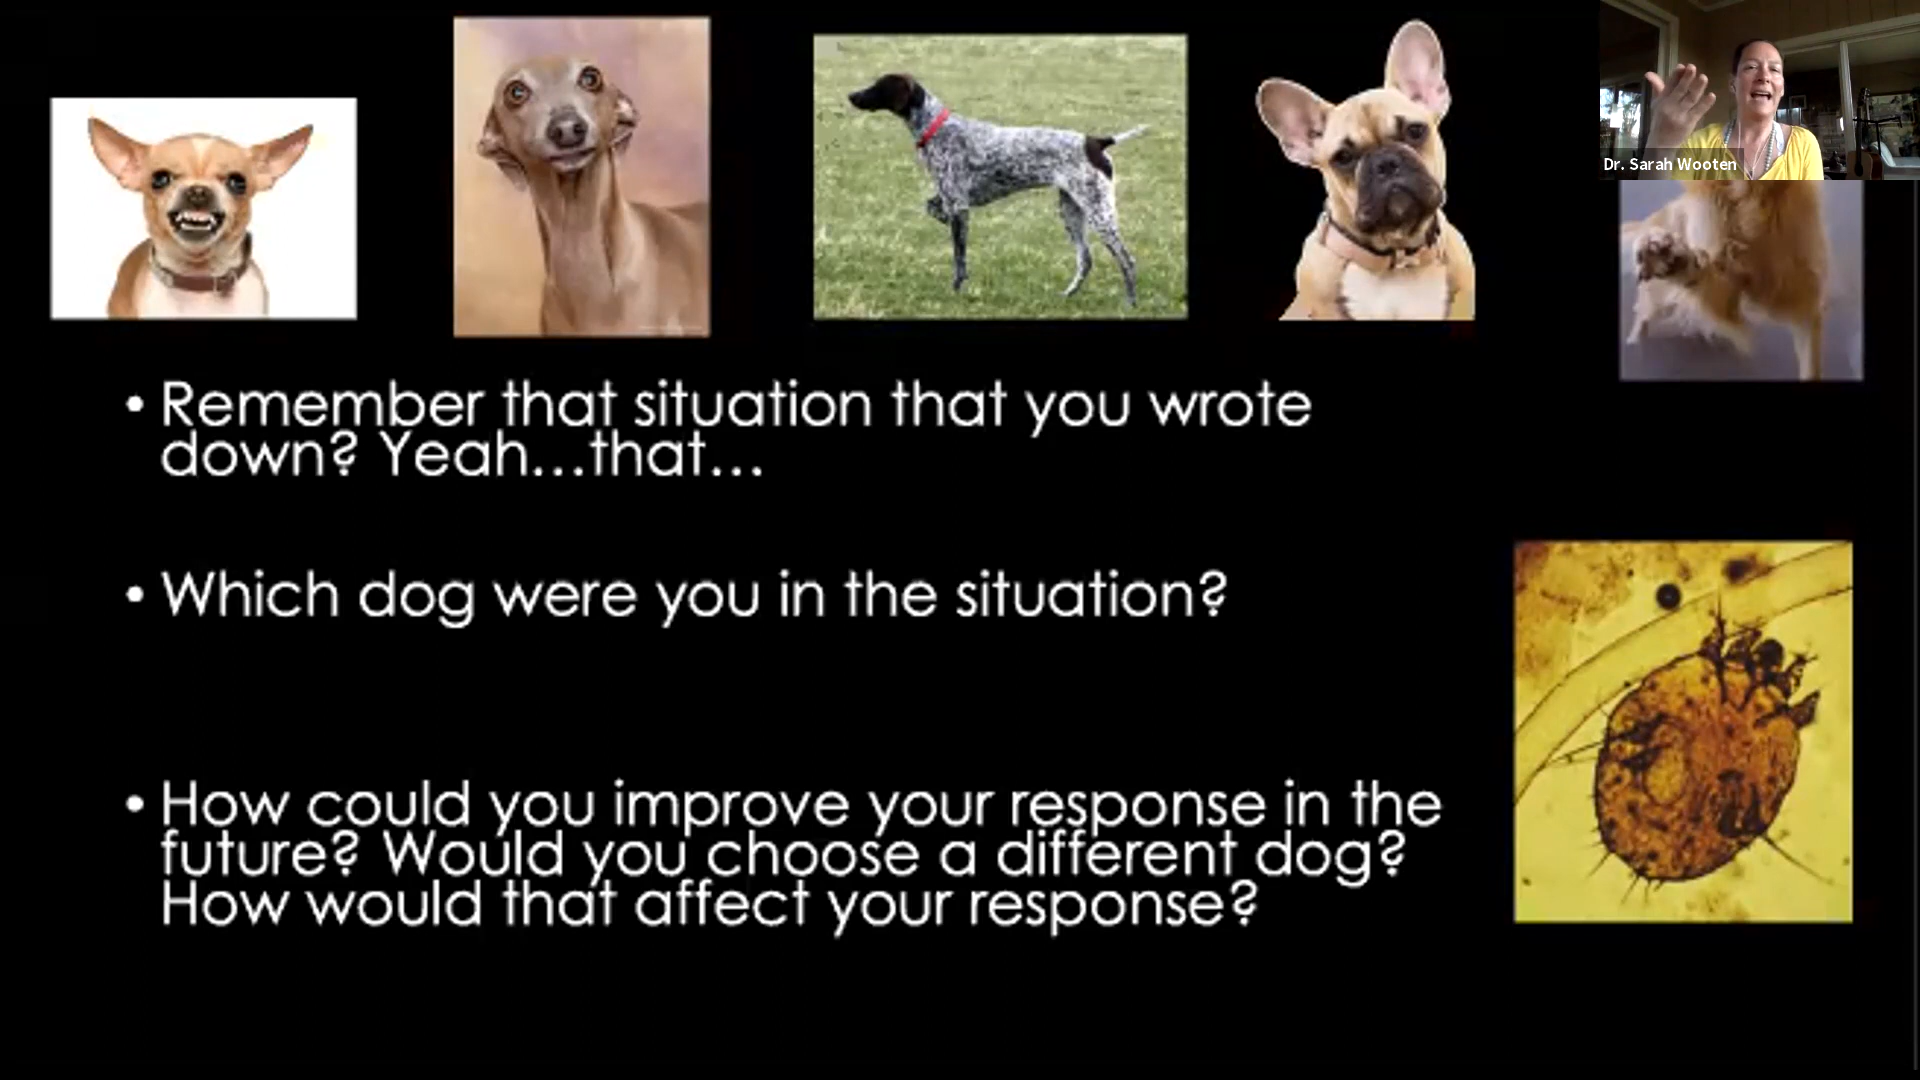 Dr. Sarah Wooten
• Remember that situation that you wrote
down? Yeah...that...
• Which dog were you in the situation?
• How could you improve your response in the
future? Would you choose a different dog?
How would that affect your response?